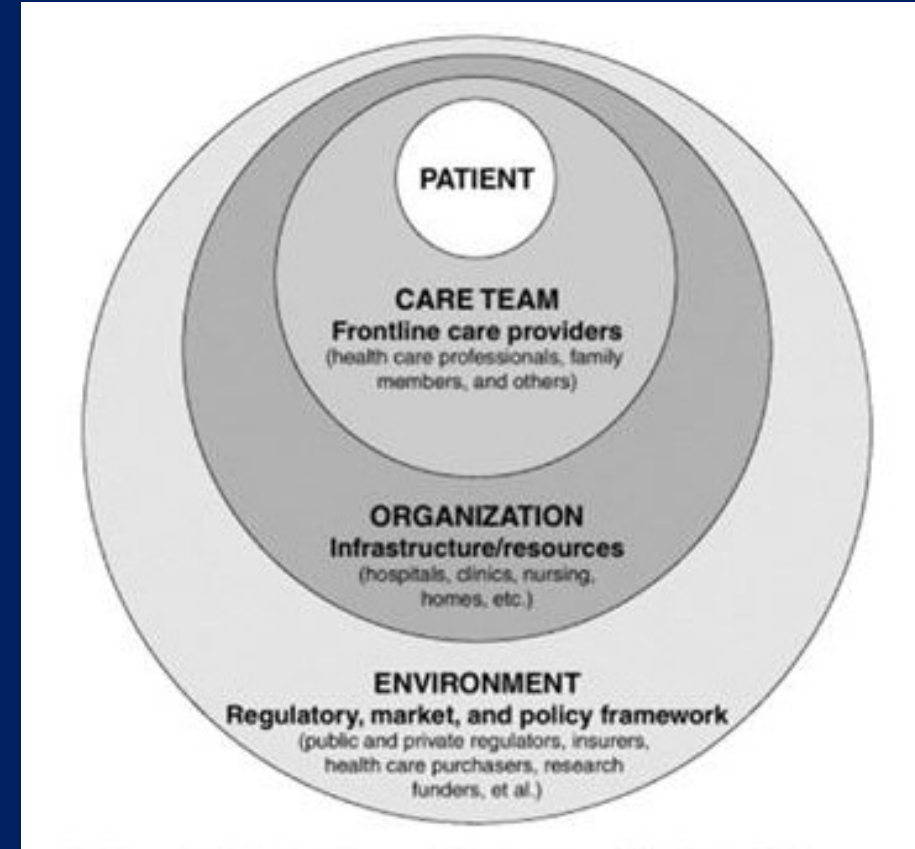 PATIENT
CARE TEAM
Frontline care providers
(health care professionals, family
members, and others)
ORGANIZATION
Infrastructure/resources
(hospitals, clinics, nursing,
homes, etc.)
ENVIRONMENT
Regulatory, market, and policy framework
(public and private regulators, insurers,
health care purchasers, research
funders, et al.)